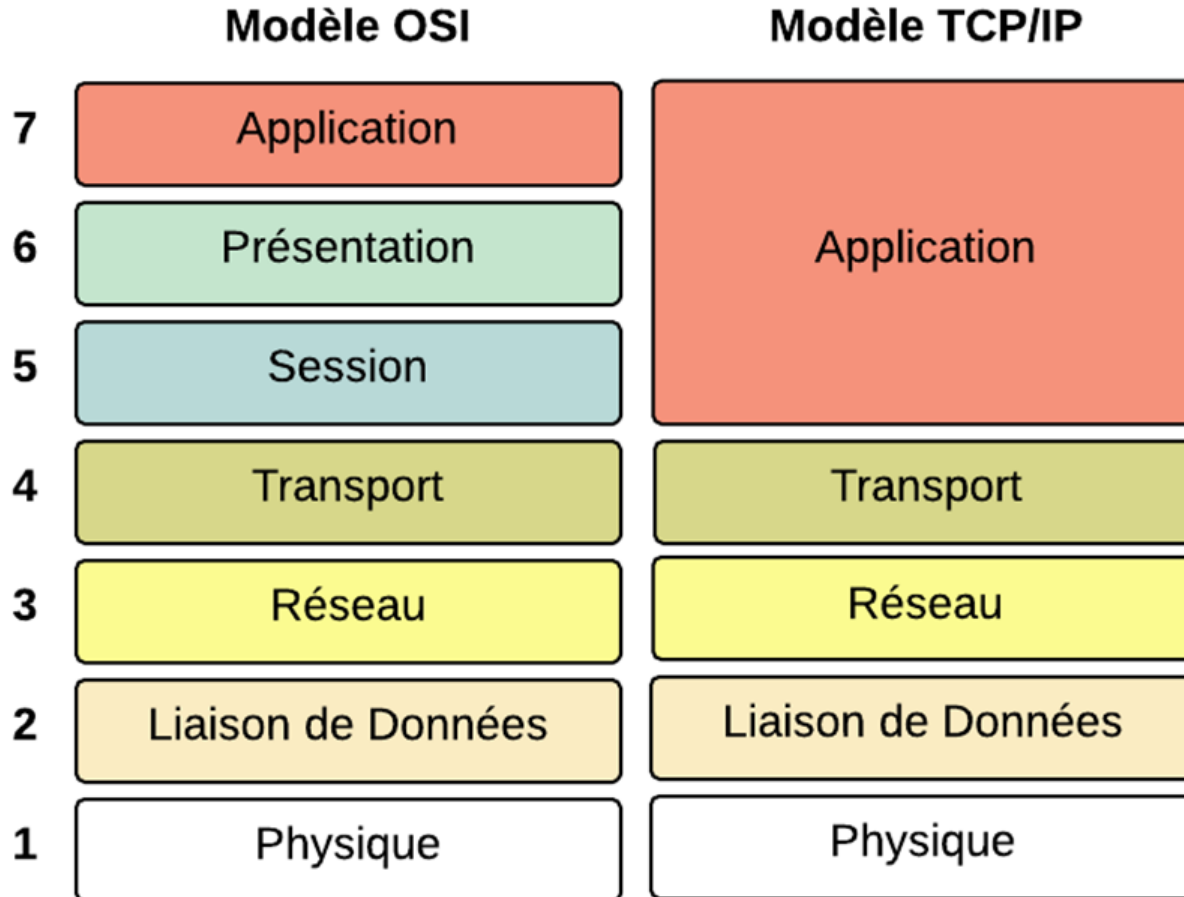 Modèle OSI
Modèle TCP/IP
7
Application
6
Présentation
Application
5
Session
4
Transport
Transport
3
Réseau
Réseau
2
Liaison de Données
Liaison de Données
1
Physique
Physique